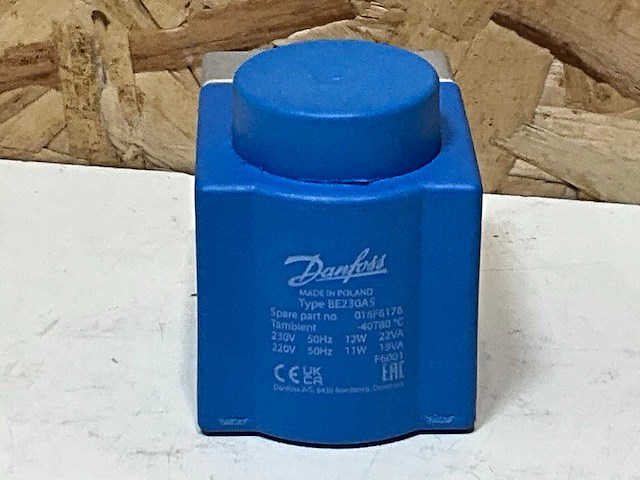 Danfoss
MADE IN POLAND
Type BE230AS
Spare part no 018F6176
Tambient -40T80 °C
230V 50Hz 12W 22VA
220V 50Hz 11W 19VA
F6001
CE UK CA EAC
Danfoss A/S, 6430 Nordborg, Denmark